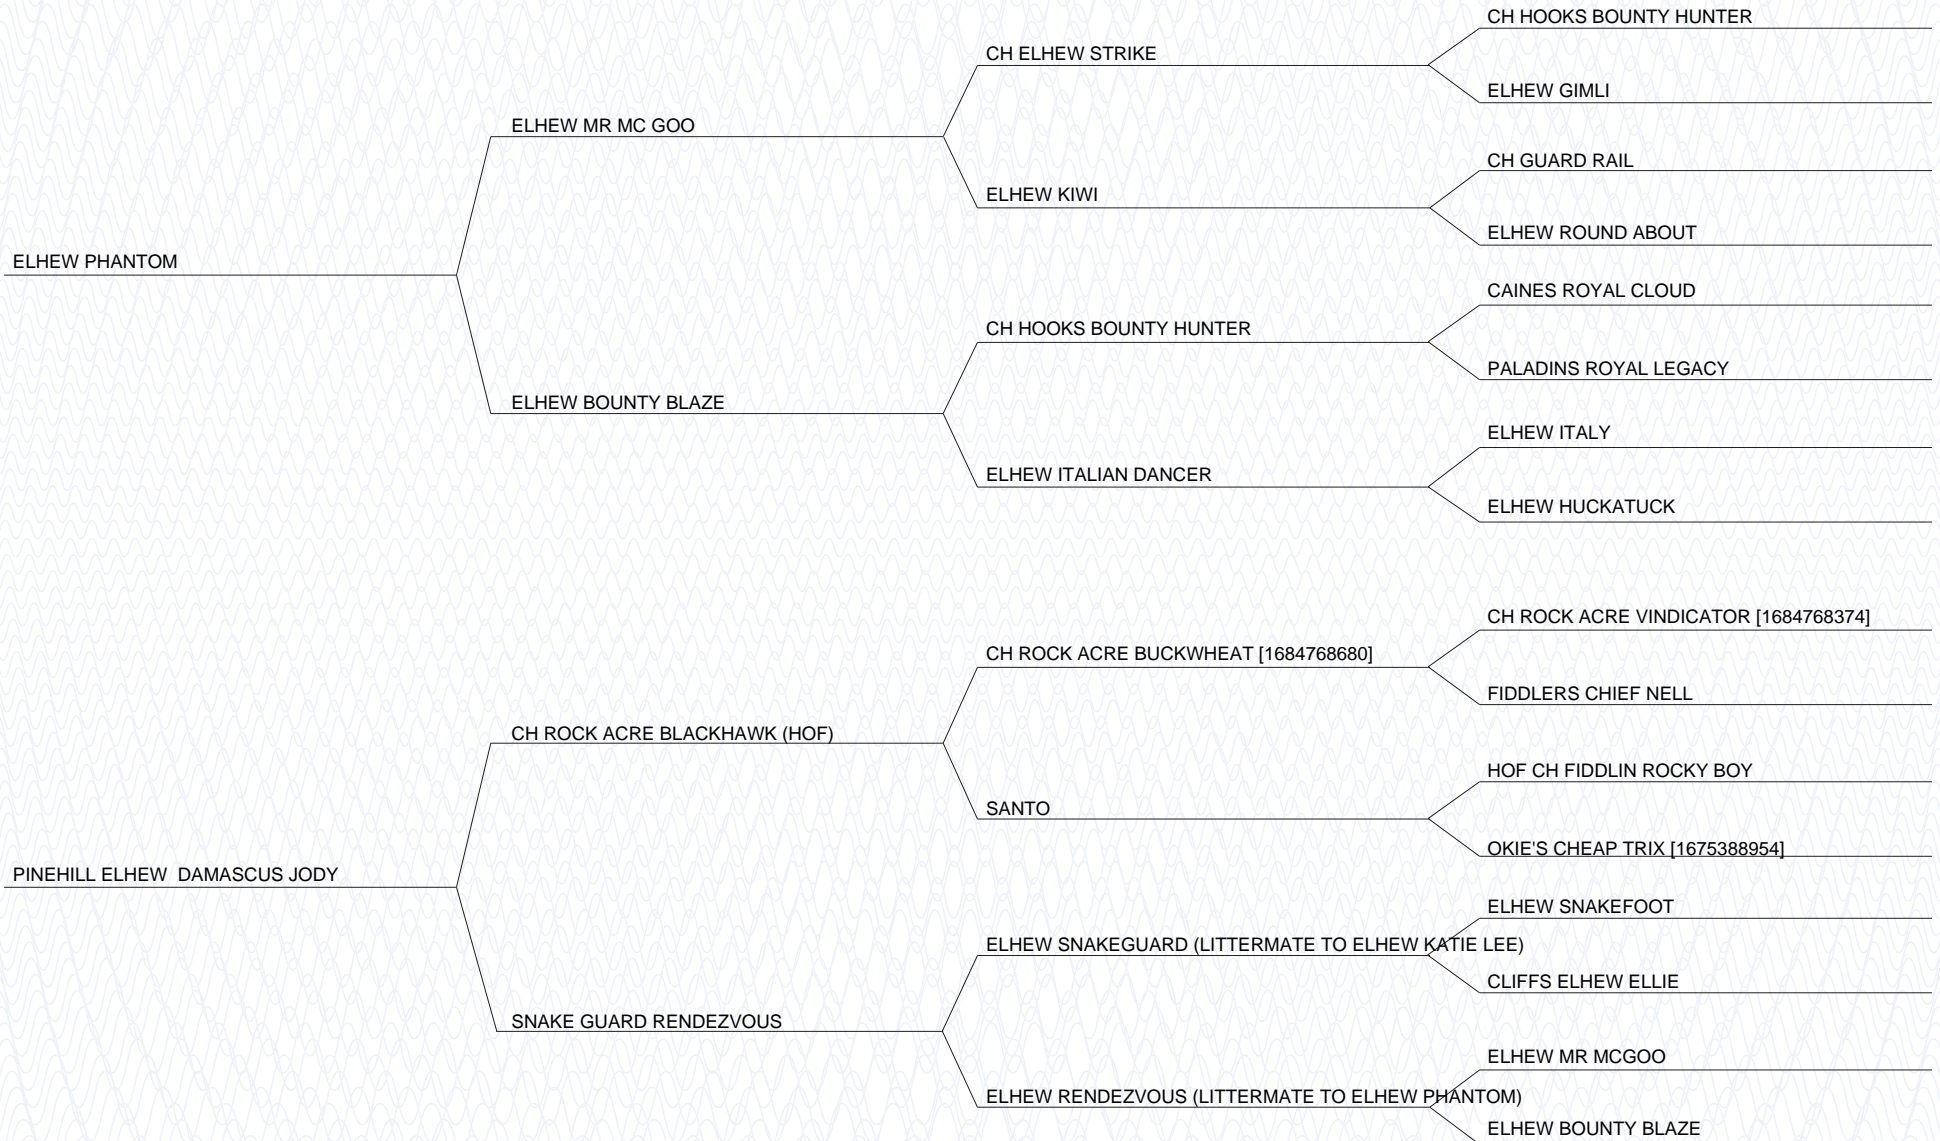 CH HOOKS BOUNTY HUNTER
CH ELHEW STRIKE
ELHEW GIMLI
ELHEW MR MC GOO
CH GUARD RAIL
ELHEW KIWI
ELHEW ROUND ABOUT
ELHEW PHANTOM
CAINES ROYAL CLOUD
CH HOOKS BOUNTY HUNTER
PALADINS ROYAL LEGACY
ELHEW BOUNTY BLAZE
ELHEW ITALY
ELHEW ITALIAN DANCER
ELHEW HUCKATUCK
CH ROCK ACRE VINDICATOR [1684768374]
CH ROCK ACRE BUCKWHEAT [1684768680]
FIDDLERS CHIEF NELL
CH ROCK ACRE BLACKHAWK (HOF)
HOF CH FIDDLIN ROCKY BOY
SANTO
OKIE'S CHEAP TRIX [1675388954]
PINEHILL ELHEW  DAMASCUS JODY
ELHEW SNAKEFOOT
ELHEW SNAKEGUARD (LITTERMATE TO ELHEW KATIE LEE)
CLIFFS ELHEW ELLIE
SNAKE GUARD RENDEZVOUS
ELHEW MR MCGOO
ELHEW RENDEZVOUS (LITTERMATE TO ELHEW PHANTOM)
ELHEW BOUNTY BLAZE